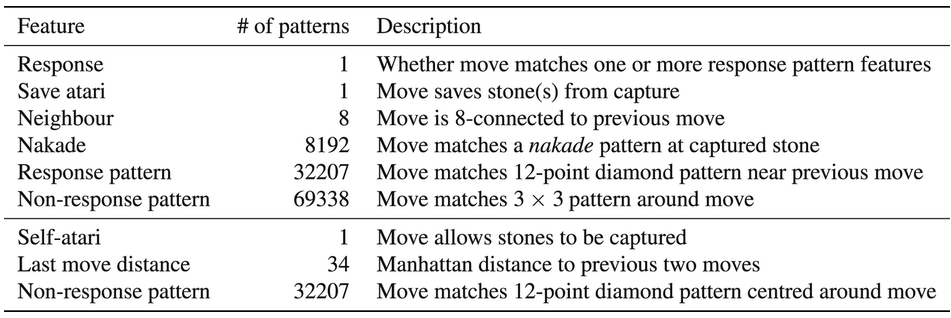 Feature # of patterns Description
Response 1 Whether move matches one or more response pattern features
Save atari 1 Move saves stone(s) from capture
Neighbour 8 Move is 8-connected to previous move
Nakade 8192 Move matches a nakade pattern at captured stone
Response pattern 32207 Move matches 12-point diamond pattern near previous move
Non-response pattern 69338 Move matches 3 × 3 pattern around move
Self-atari 1 Move allows stones to be captured
Last move distance 34 Manhattan distance to previous two moves
Non-response pattern 32207 Move matches 12-point diamond pattern centred around move